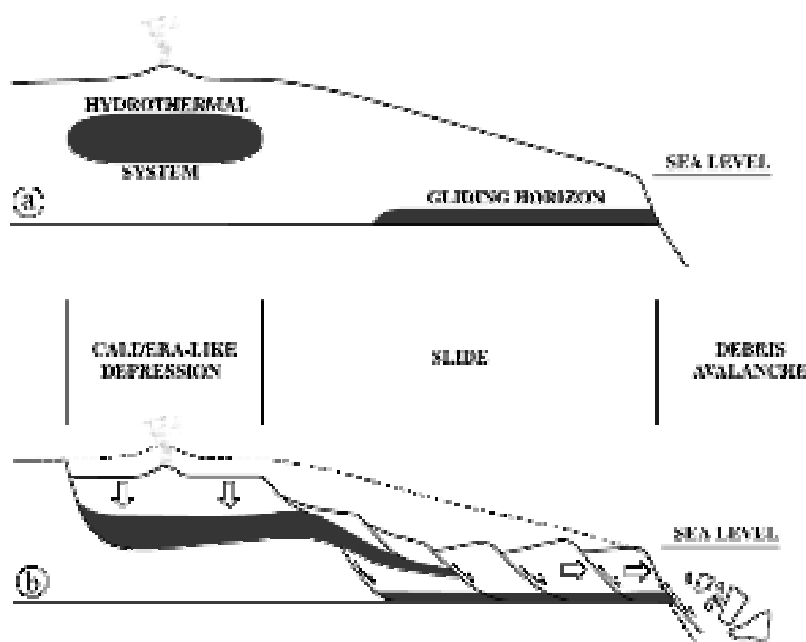 HYDROTHERMAL
SYSTEM
SEA LEVEL
GLIDING HORIZON
a
CALDERA-LIKE
DEPRESSION
SLIDE
DEBRIS
AVALANCHE
SEA LEVEL
b